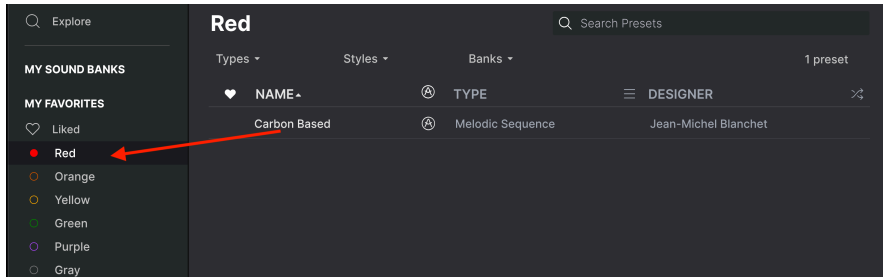 Explore
MY SOUND BANKS
MY FAVORITES
Liked
Red
Orange
Yellow
Green
Purple
Gray
Red
Search Presets
Types Styles Banks 1 preset
NAME TYPE DESIGNER
Carbon Based Melodic Sequence Jean-Michel Blanchet